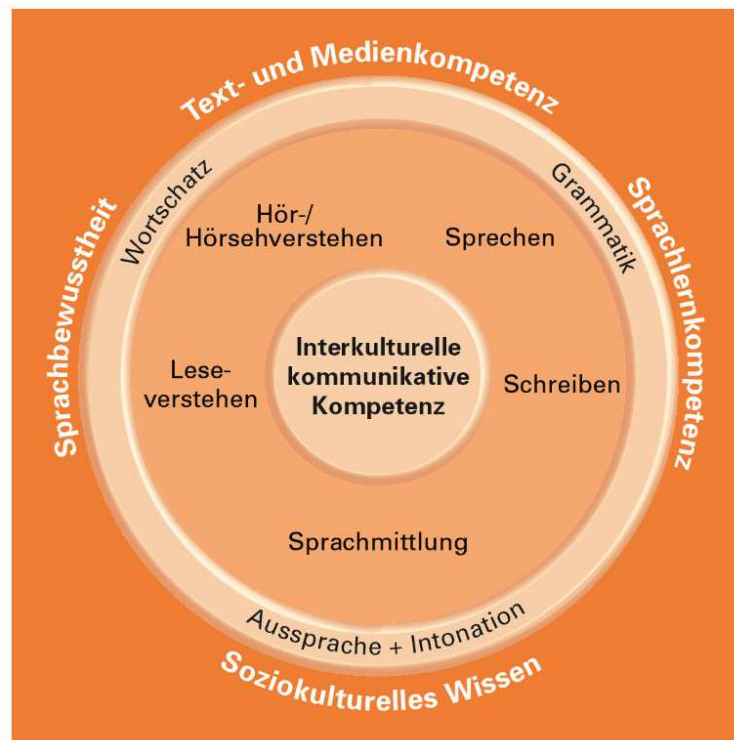 Text- und Medienkompetenz
Sprachbewusstheit
Sprachlernkompetenz
Wortschatz
Grammatik
Hör-/
Hörsehverstehen
Sprechen
Interkulturelle
kommunikative
Kompetenz
Lese-
verstehen
Schreiben
Sprachmittlung
Aussprache + Intonation
Soziokulturelles Wissen